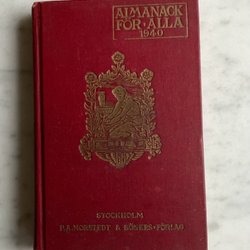 ALMANACK
FÖR·ALLA
1940
STOCKHOLM
P. A. NORSTEDT & SÖNERS·FÖRLAG